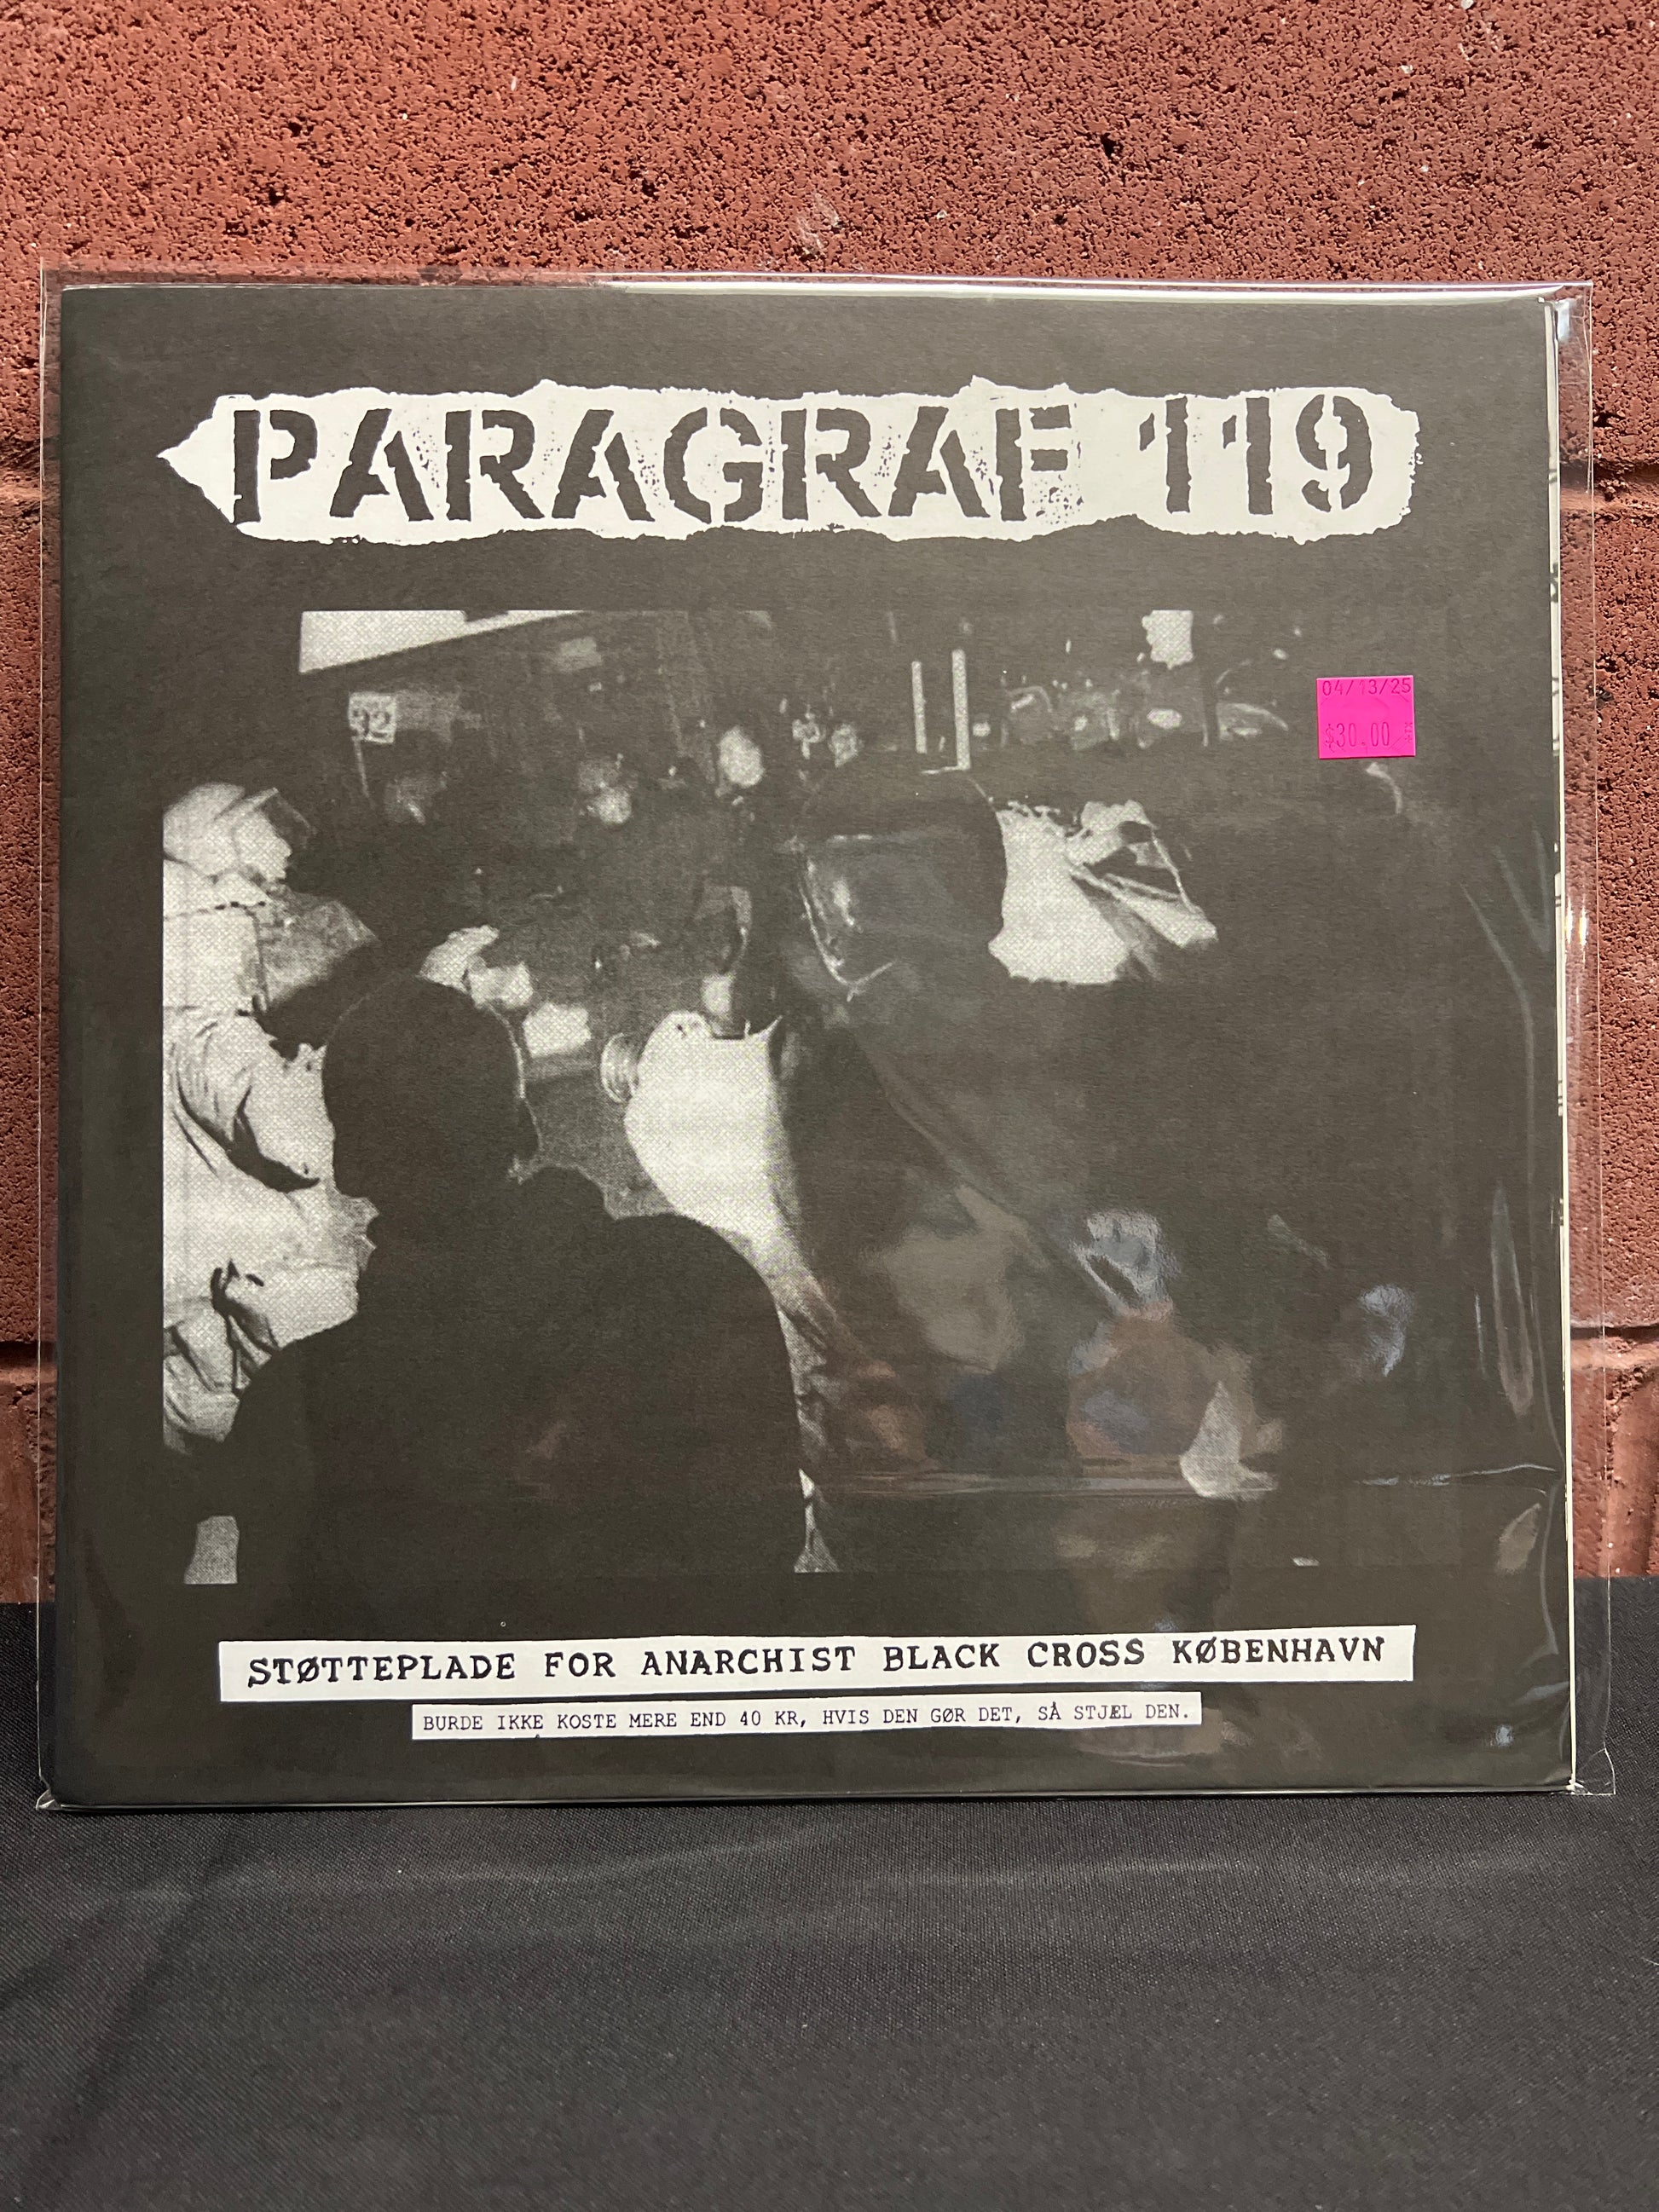 PARAGRAF 119
92
04/13/25
$30.00
STØTTEPLADE FOR ANARCHIST BLACK CROSS KØBENHAVN
BURDE IKKE KOSTE MERE END 40 KR, HVIS DEN GØR DET, SÅ STJÆL DEN.